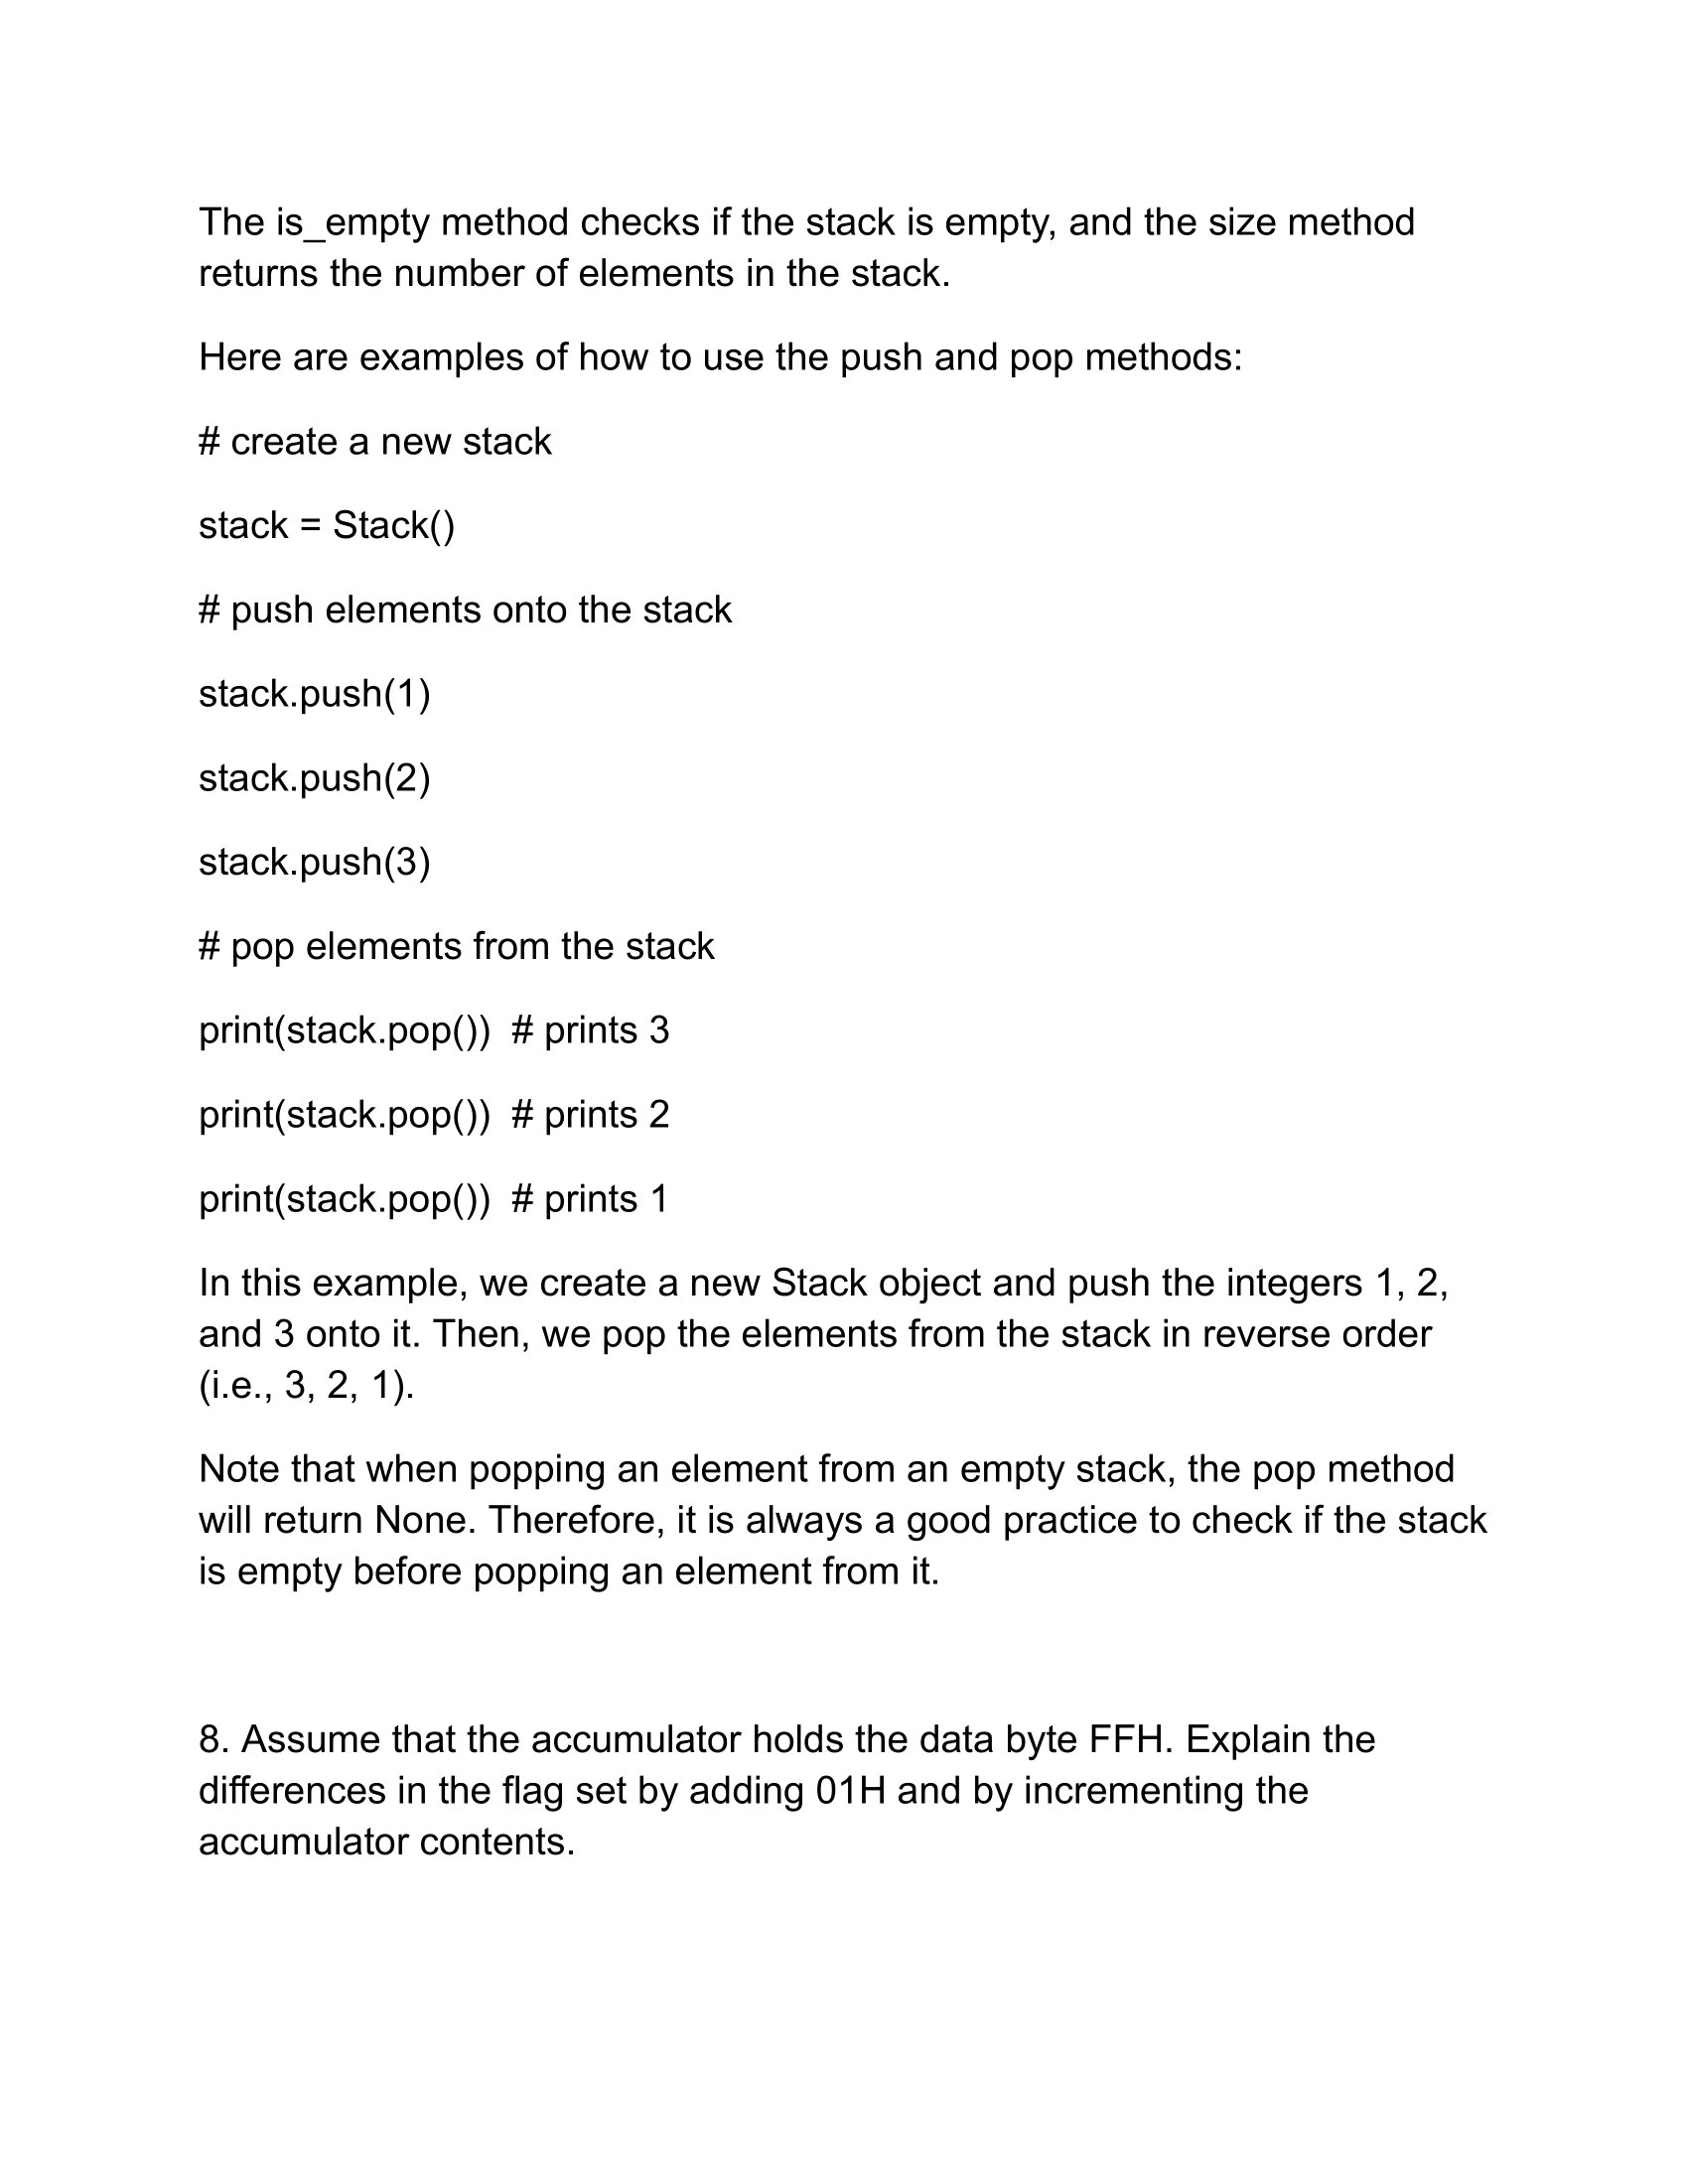 The is_empty method checks if the stack is empty, and the size method
returns the number of elements in the stack.
Here are examples of how to use the push and pop methods:
# create a new stack
stack = Stack()
# push elements onto the stack
stack.push(1)
stack.push(2)
stack.push(3)
# pop elements from the stack
print(stack.pop())  # prints 3
print(stack.pop())  # prints 2
print(stack.pop())  # prints 1
In this example, we create a new Stack object and push the integers 1, 2,
and 3 onto it. Then, we pop the elements from the stack in reverse order
(i.e., 3, 2, 1).
Note that when popping an element from an empty stack, the pop method
will return None. Therefore, it is always a good practice to check if the stack
is empty before popping an element from it.
8. Assume that the accumulator holds the data byte FFH. Explain the
differences in the flag set by adding 01H and by incrementing the
accumulator contents.